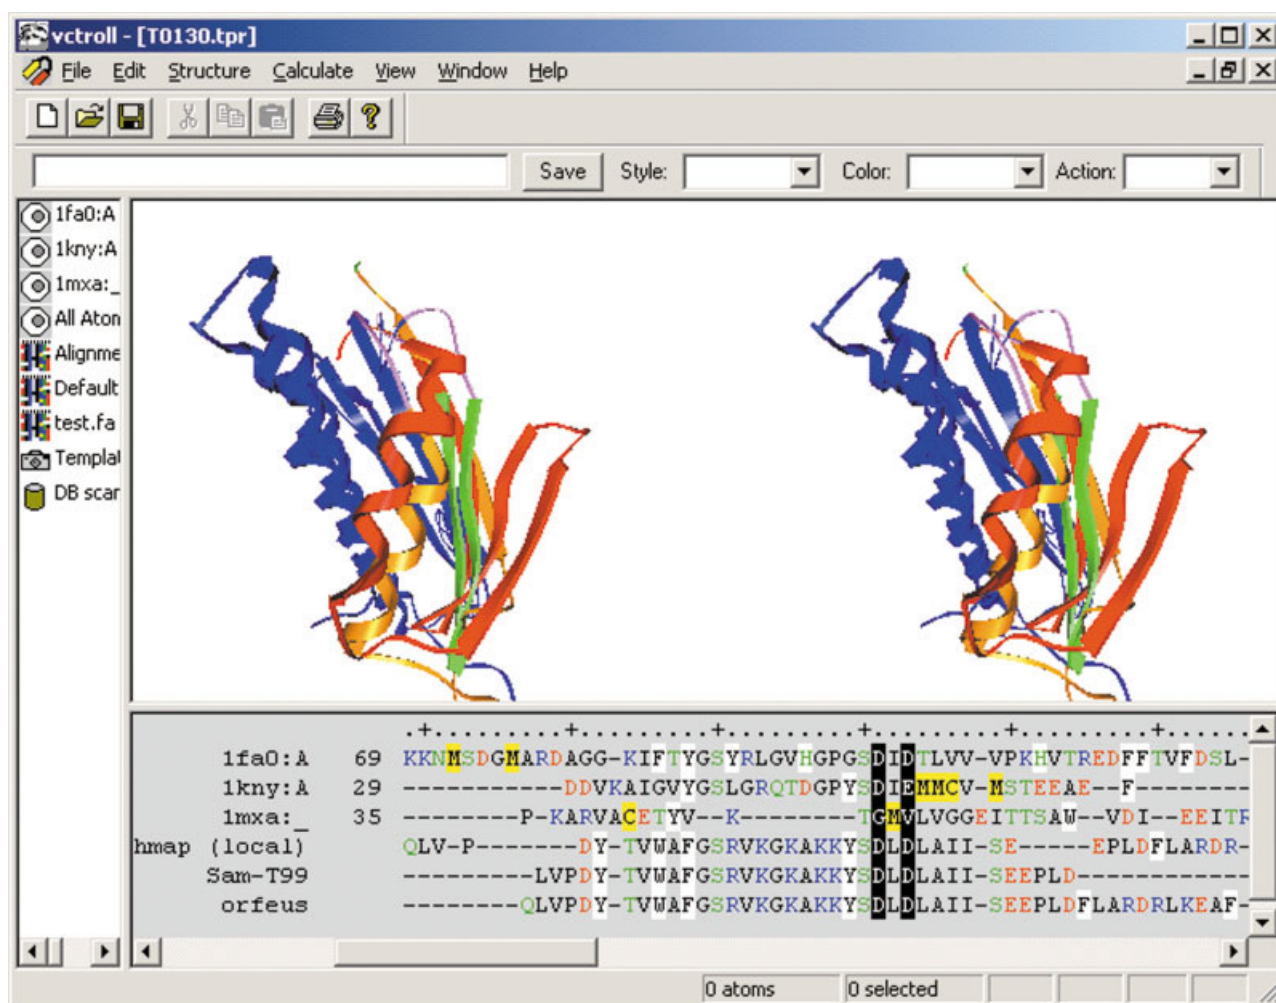 vctroll - [T0130.tpr]
File Edit Structure Calculate View Window Help
Save Style: Color: Action:
1fa0:A
1kny:A
1mxa:_
All Aton
Alignme
Default
test.fa
Templat
DB scar
.+.........+.........+.........+.........+.........+......
1fa0:A 69 KKNMSDGMARDAGG-KIFTYGSYRLGVHGPGSDIDTLVV-VPKHVTREDFFTVFDSL-
1kny:A 29 -----------DDVKAIGVYGSLGRQTDGPYSDIEMMCV-MSTEEAE--F--------
1mxa:_ 35 --------P-KARVACETYV--K--------TGMVLVGGEITTSAW--VDI--EEITR
hmap (local) QLV-P-------DY-TVWAFGSRVKGKAKKYSDLDLAII-SE-----EPLDFLARDR-
Sam-T99 ---------LVPDY-TVWAFGSRVKGKAKKYSDLDLAII-SEEPLD------------
orfeus --------QLVPDY-TVWAFGSRVKGKAKKYSDLDLAII-SEEPLDFLARDRLKEAF-
0 atoms 0 selected